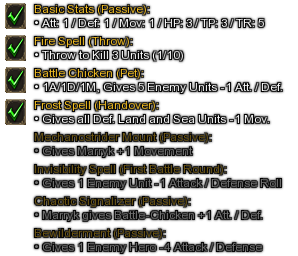 Basic Stats (Passive):
• Att: 1 / Def: 1 / Mov: 1 / HP: 3 / TP: 3 / TR: 5
Fire Spell (Throw):
• Throw to Kill 3 Units (1/10)
Battle Chicken (Pet):
• 1A/1D/1M, Gives 5 Enemy Units -1 Att. / Def.
Frost Spell (Handover):
• Gives all Def. Land and Sea Units -1 Mov.
Mechanostrider Mount (Passive):
• Gives Marryk +1 Movement
Invisibility Spell (First Battle Round):
• Gives 1 Enemy Unit -1 Attack / Defense Roll
Chaotic Signalizer (Passive):
• Marryk gives Battle-Chicken +1 Att. / Def.
Bewilderment (Passive):
• Gives 1 Enemy Hero -4 Attack / Defense